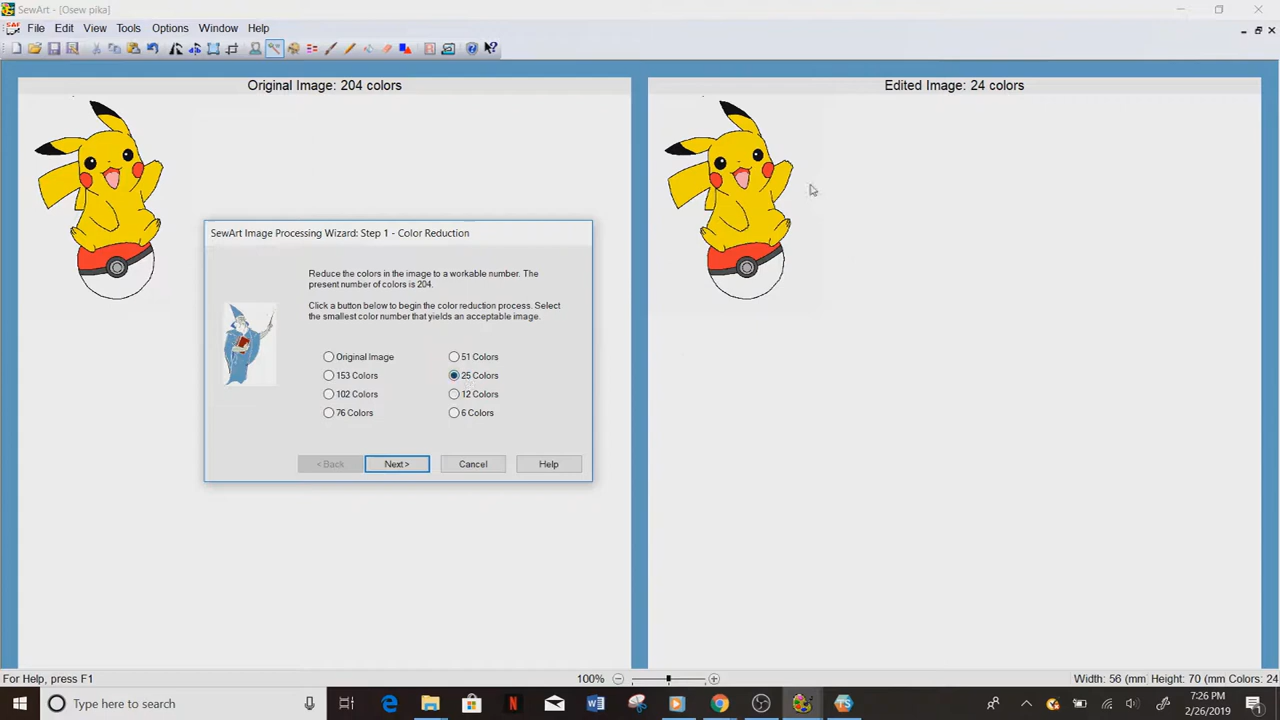 SewArt - [Osew pika]
File Edit View Tools Options Window Help
Original Image: 204 colors
Edited Image: 24 colors
SewArt Image Processing Wizard: Step 1 - Color Reduction
Reduce the colors in the image to a workable number. The
present number of colors is 204.
Click a button below to begin the color reduction process. Select
the smallest color number that yields an acceptable image.
Original Image 51 Colors
153 Colors 25 Colors
102 Colors 12 Colors
76 Colors 6 Colors
< Back Next> Cancel Help
For Help, press F1
100%
Width: 56 (mm Height: 70 (mm Colors: 24
Type here to search
7:26 PM
2/26/2019